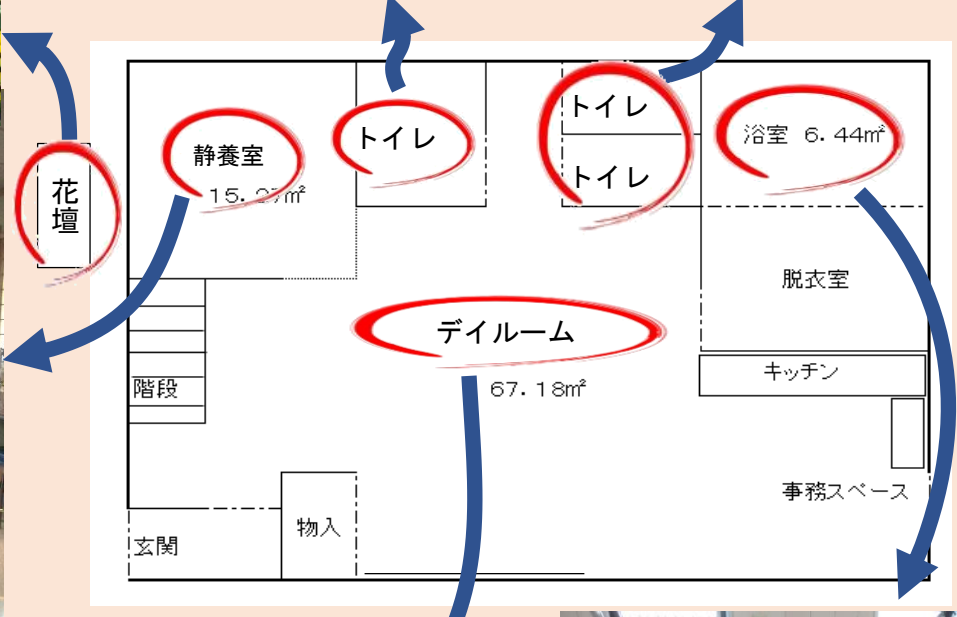 トイレ
浴室 6.44㎡
静養室
トイレ
15.27㎡
トイレ
花壇
脱衣室
デイルーム
67.18㎡
キッチン
階段
事務スペース
物入
玄関